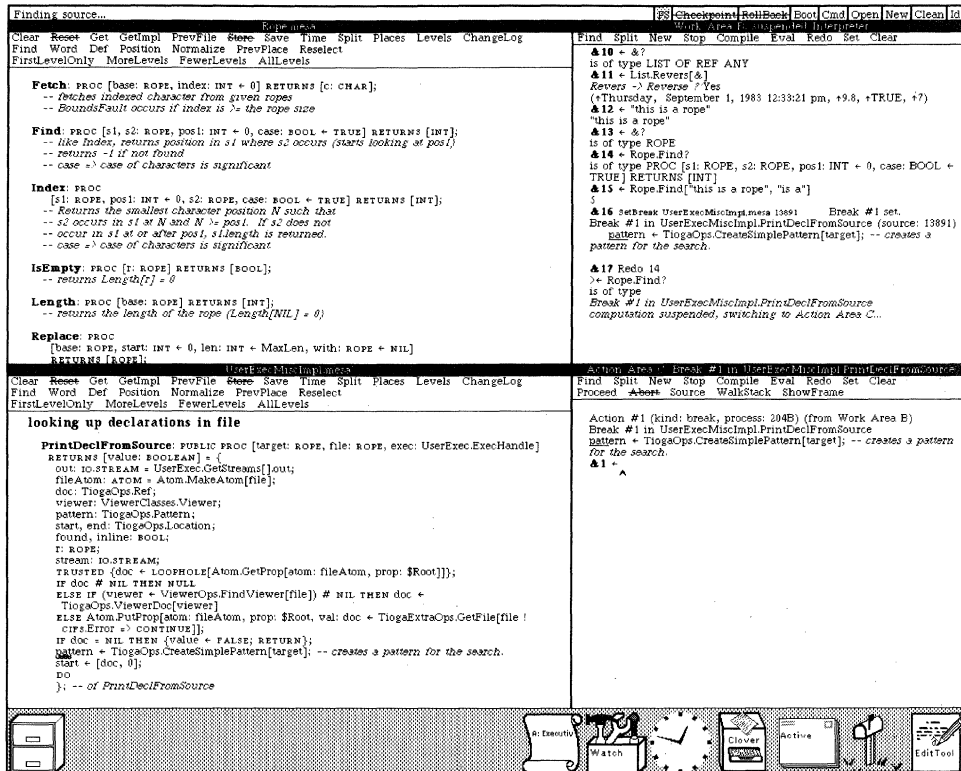 Finding source...
PS Checkpoint RollBack Boot Cmd Open New Clean Id
Rope.mesa
Clear Reset Get GetImpl PrevFile Store Save Time Split Places Levels ChangeLog
Find Word Def Position Normalize PrevPlace Reselect
FirstLevelOnly MoreLevels FewerLevels AllLevels
Fetch: PROC [base: ROPE, index: INT ← 0] RETURNS [c: CHAR];
-- fetches indexed character from given ropes
-- BoundsFault occurs if index is >= the rope size
Find: PROC [s1, s2: ROPE, pos1: INT ← 0, case: BOOL ← TRUE] RETURNS [INT];
-- like Index, returns position in s1 where s2 occurs (starts looking at pos1)
-- returns -1 if not found
-- case => case of characters is significant
Index: PROC
[s1: ROPE, pos1: INT ← 0, s2: ROPE, case: BOOL ← TRUE] RETURNS [INT];
-- Returns the smallest character position N such that
-- s2 occurs in s1 at N and N >= pos1. If s2 does not
-- occur in s1 at or after pos1, s1.length is returned.
-- case => case of characters is significant
IsEmpty: PROC [r: ROPE] RETURNS [BOOL];
-- returns Length[r] = 0
Length: PROC [base: ROPE] RETURNS [INT];
-- returns the length of the rope (Length[NIL] = 0)
Replace: PROC
[base: ROPE, start: INT ← 0, len: INT ← MaxLen, with: ROPE ← NIL]
RETURNS [ROPE];
Work Area B: suspended Interpreter
Find Split New Stop Compile Eval Redo Set Clear
&10 ← &?
is of type LIST OF REF ANY
&11 ← List.Revers[&]
Revers -> Reverse ? Yes
(↑Thursday, September 1, 1983 12:33:21 pm, ↑9.8, ↑TRUE, ↑7)
&12 ← "this is a rope"
"this is a rope"
&13 ← &?
is of type ROPE
&14 ← Rope.Find?
is of type PROC [s1: ROPE, s2: ROPE, pos1: INT ← 0, case: BOOL ←
TRUE] RETURNS [INT]
&15 ← Rope.Find["this is a rope", "is a"]
5
&16 SetBreak UserExecMiscImpl.mesa 13891 Break #1 set.
Break #1 in UserExecMiscImpl.PrintDeclFromSource (source: 13891)
pattern ← TiogaOps.CreateSimplePattern[target]; -- creates a
pattern for the search.
&17 Redo 14
>← Rope.Find?
is of type
Break #1 in UserExecMiscImpl.PrintDeclFromSource
computation suspended, switching to Action Area C...
UserExecMiscImpl.mesa
Clear Reset Get GetImpl PrevFile Store Save Time Split Places Levels ChangeLog
Find Word Def Position Normalize PrevPlace Reselect
FirstLevelOnly MoreLevels FewerLevels AllLevels
looking up declarations in file
PrintDeclFromSource: PUBLIC PROC [target: ROPE, file: ROPE, exec: UserExec.ExecHandle]
RETURNS [value: BOOLEAN] = {
out: IO.STREAM = UserExec.GetStreams[].out;
fileAtom: ATOM = Atom.MakeAtom[file];
doc: TiogaOps.Ref;
viewer: ViewerClasses.Viewer;
pattern: TiogaOps.Pattern;
start, end: TiogaOps.Location;
found, inline: BOOL;
r: ROPE;
stream: IO.STREAM;
TRUSTED {doc ← LOOPHOLE[Atom.GetProp[atom: fileAtom, prop: $Root]]};
IF doc # NIL THEN NULL
ELSE IF (viewer ← ViewerOps.FindViewer[file]) # NIL THEN doc ←
TiogaOps.ViewerDoc[viewer]
ELSE Atom.PutProp[atom: fileAtom, prop: $Root, val: doc ← TiogaExtraOps.GetFile[file !
CIFS.Error => CONTINUE]];
IF doc = NIL THEN {value ← FALSE; RETURN};
pattern ← TiogaOps.CreateSimplePattern[target]; -- creates a pattern for the search.
start ← [doc, 0];
DO
}; -- of PrintDeclFromSource
Action Area C: Break #1 in UserExecMiscImpl.PrintDeclFromSource
Find Split New Stop Compile Eval Redo Set Clear
Proceed Abort Source WalkStack ShowFrame
Action #1 (kind: break, process: 204B) (from Work Area B)
Break #1 in UserExecMiscImpl.PrintDeclFromSource
pattern ← TiogaOps.CreateSimplePattern[target]; -- creates a pattern
for the search.
&1 ←
A: Executiv
Watch
Clover
Active
EditTool